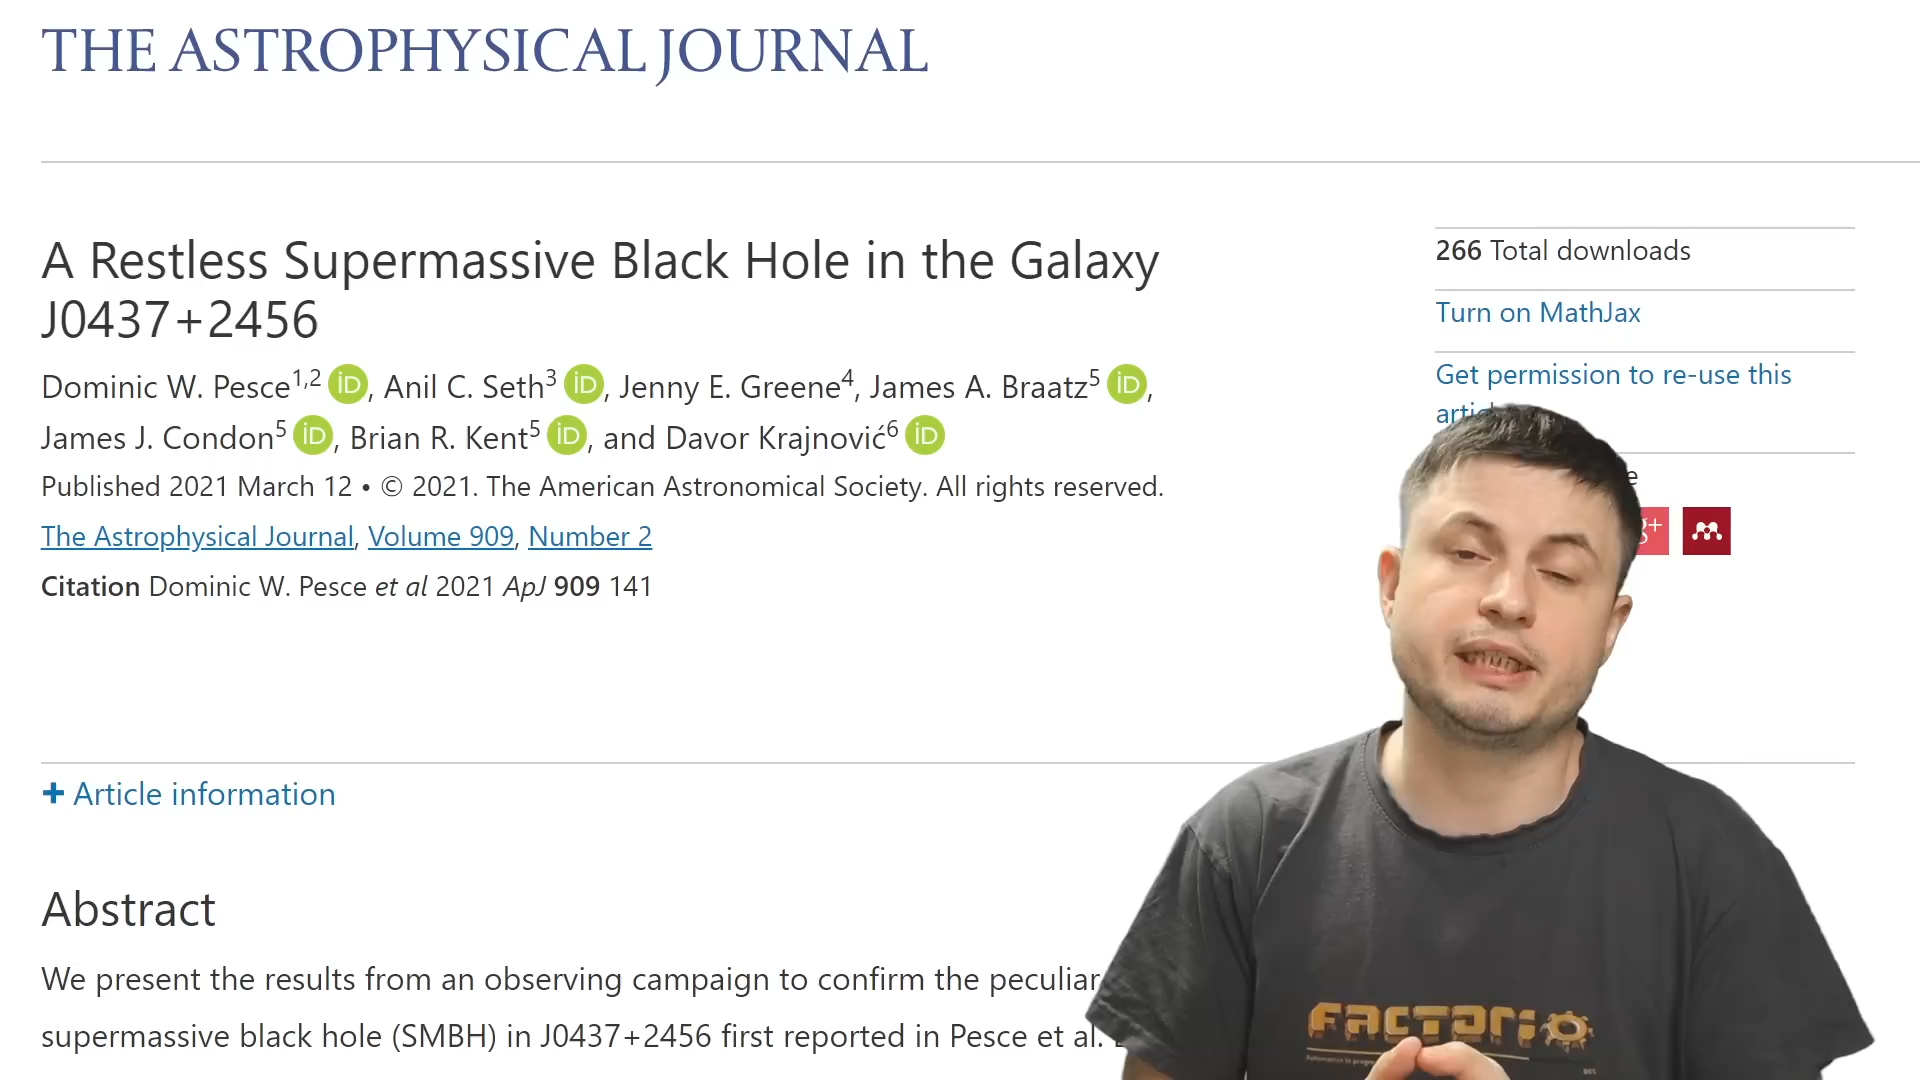 THE ASTROPHYSICAL JOURNAL
A Restless Supermassive Black Hole in the Galaxy
J0437+2456
Dominic W. Pesce1,2 iD, Anil C. Seth3 iD, Jenny E. Greene4, James A. Braatz5 iD,
James J. Condon5 iD, Brian R. Kent5 iD, and Davor Krajnović6 iD
Published 2021 March 12 • © 2021. The American Astronomical Society. All rights reserved.
The Astrophysical Journal, Volume 909, Number 2
Citation Dominic W. Pesce et al 2021 ApJ 909 141
+ Article information
Abstract
We present the results from an observing campaign to confirm the peculiar
supermassive black hole (SMBH) in J0437+2456 first reported in Pesce et al.
266 Total downloads
Turn on MathJax
Get permission to re-use this
g+
FACTORIO